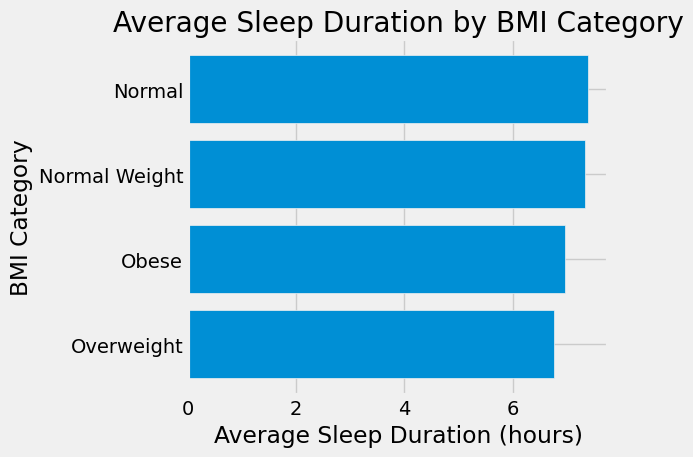 Average Sleep Duration by BMI Category
BMI Category
Normal
Normal Weight
Obese
Overweight
0 2 4 6
Average Sleep Duration (hours)